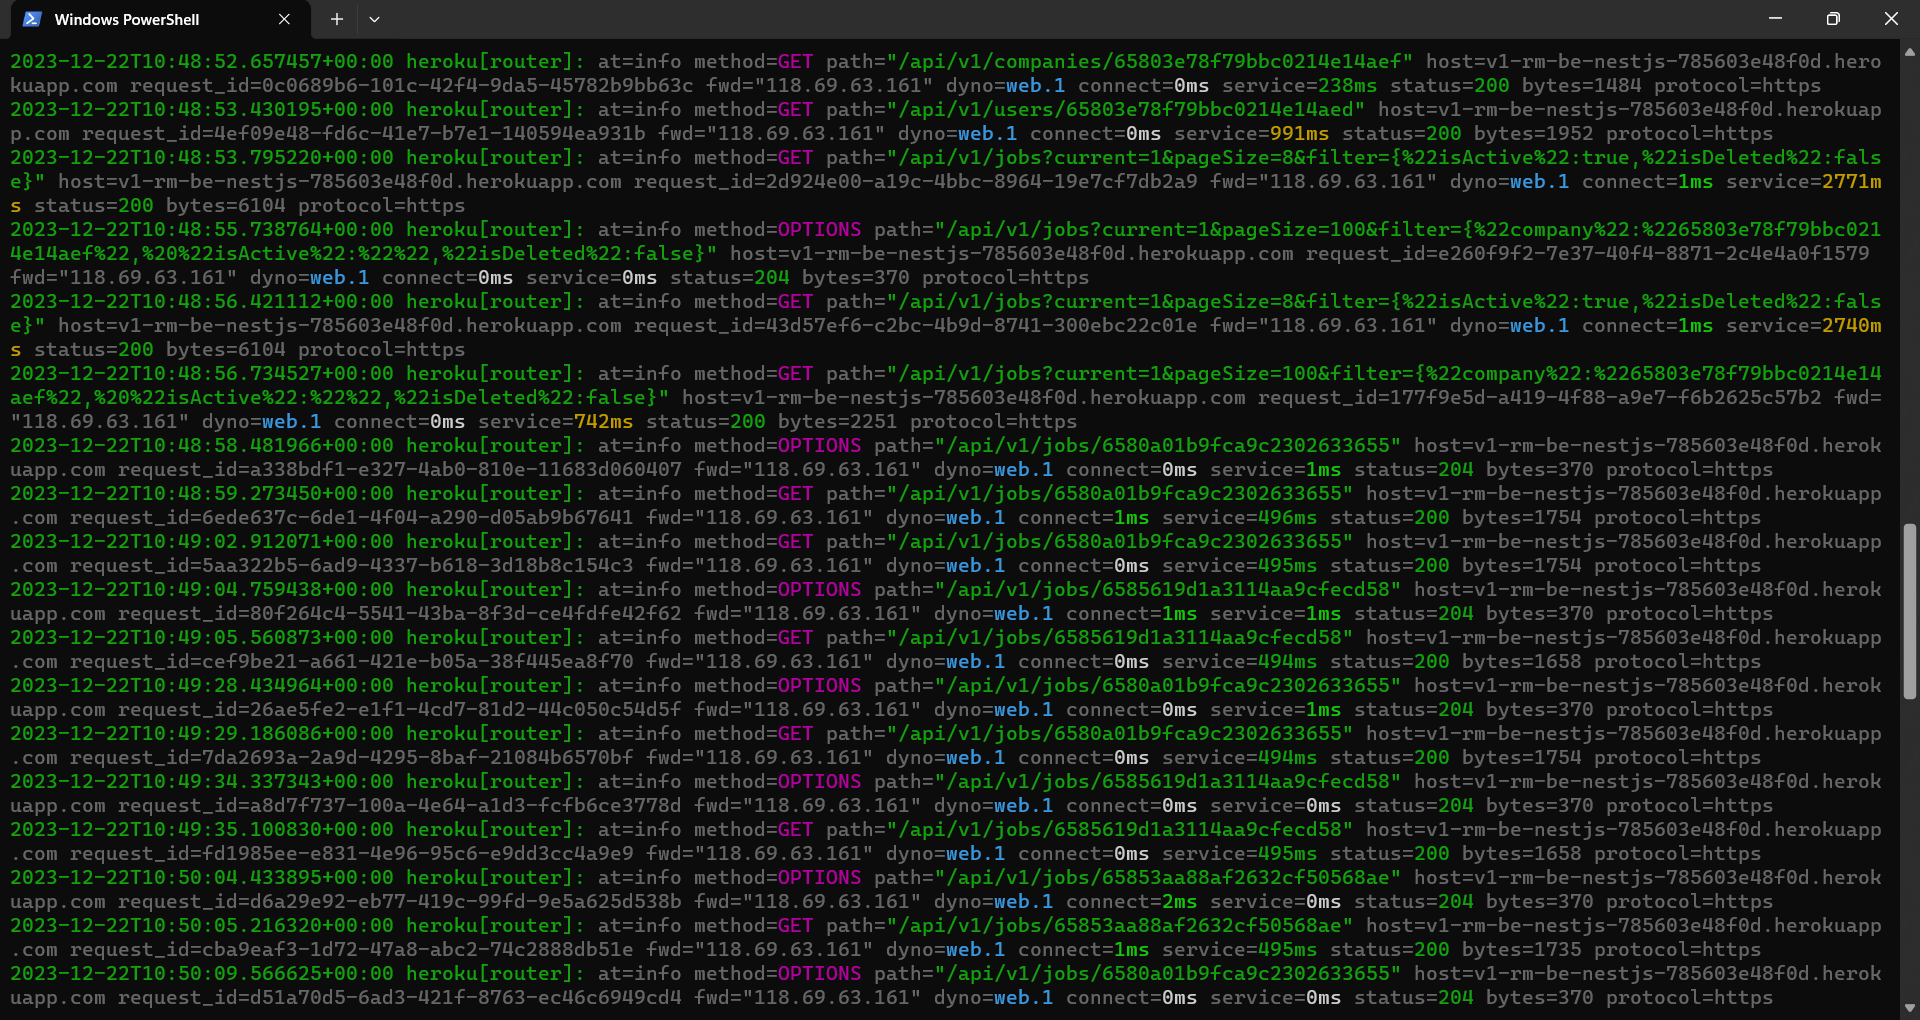 Windows PowerShell
2023-12-22T10:48:52.657457+00:00 heroku[router]: at=info method=GET path="/api/v1/companies/65803e78f79bbc0214e14aef" host=v1-rm-be-nestjs-785603e48f0d.hero
kuapp.com request_id=0c0689b6-101c-42f4-9da5-45782b9bb63c fwd="118.69.63.161" dyno=web.1 connect=0ms service=238ms status=200 bytes=1484 protocol=https
2023-12-22T10:48:53.430195+00:00 heroku[router]: at=info method=GET path="/api/v1/users/65803e78f79bbc0214e14aed" host=v1-rm-be-nestjs-785603e48f0d.herokuap
p.com request_id=4ef09e48-fd6c-41e7-b7e1-140594ea931b fwd="118.69.63.161" dyno=web.1 connect=0ms service=991ms status=200 bytes=1952 protocol=https
2023-12-22T10:48:53.795220+00:00 heroku[router]: at=info method=GET path="/api/v1/jobs?current=1&pageSize=8&filter={%22isActive%22:true,%22isDeleted%22:fals
e}" host=v1-rm-be-nestjs-785603e48f0d.herokuapp.com request_id=2d924e00-a19c-4bbc-8964-19e7cf7db2a9 fwd="118.69.63.161" dyno=web.1 connect=1ms service=2771m
s status=200 bytes=6104 protocol=https
2023-12-22T10:48:55.738764+00:00 heroku[router]: at=info method=OPTIONS path="/api/v1/jobs?current=1&pageSize=100&filter={%22company%22:%2265803e78f79bbc021
4e14aef%22,%20%22isActive%22:%22%22,%22isDeleted%22:false}" host=v1-rm-be-nestjs-785603e48f0d.herokuapp.com request_id=e260f9f2-7e37-40f4-8871-2c4e4a0f1579
fwd="118.69.63.161" dyno=web.1 connect=0ms service=0ms status=204 bytes=370 protocol=https
2023-12-22T10:48:56.421112+00:00 heroku[router]: at=info method=GET path="/api/v1/jobs?current=1&pageSize=8&filter={%22isActive%22:true,%22isDeleted%22:fals
e}" host=v1-rm-be-nestjs-785603e48f0d.herokuapp.com request_id=43d57ef6-c2bc-4b9d-8741-300ebc22c01e fwd="118.69.63.161" dyno=web.1 connect=1ms service=2740m
s status=200 bytes=6104 protocol=https
2023-12-22T10:48:56.734527+00:00 heroku[router]: at=info method=GET path="/api/v1/jobs?current=1&pageSize=100&filter={%22company%22:%2265803e78f79bbc0214e14
aef%22,%20%22isActive%22:%22%22,%22isDeleted%22:false}" host=v1-rm-be-nestjs-785603e48f0d.herokuapp.com request_id=177f9e5d-a419-4f88-a9e7-f6b2625c57b2 fwd=
"118.69.63.161" dyno=web.1 connect=0ms service=742ms status=200 bytes=2251 protocol=https
2023-12-22T10:48:58.481966+00:00 heroku[router]: at=info method=OPTIONS path="/api/v1/jobs/6580a01b9fca9c2302633655" host=v1-rm-be-nestjs-785603e48f0d.herok
uapp.com request_id=a338bdf1-e327-4ab0-810e-11683d060407 fwd="118.69.63.161" dyno=web.1 connect=0ms service=1ms status=204 bytes=370 protocol=https
2023-12-22T10:48:59.273450+00:00 heroku[router]: at=info method=GET path="/api/v1/jobs/6580a01b9fca9c2302633655" host=v1-rm-be-nestjs-785603e48f0d.herokuapp
.com request_id=6ede637c-6de1-4f04-a290-d05ab9b67641 fwd="118.69.63.161" dyno=web.1 connect=1ms service=496ms status=200 bytes=1754 protocol=https
2023-12-22T10:49:02.912071+00:00 heroku[router]: at=info method=GET path="/api/v1/jobs/6580a01b9fca9c2302633655" host=v1-rm-be-nestjs-785603e48f0d.herokuapp
.com request_id=5aa322b5-6ad9-4337-b618-3d18b8c154c3 fwd="118.69.63.161" dyno=web.1 connect=0ms service=495ms status=200 bytes=1754 protocol=https
2023-12-22T10:49:04.759438+00:00 heroku[router]: at=info method=OPTIONS path="/api/v1/jobs/6585619d1a3114aa9cfecd58" host=v1-rm-be-nestjs-785603e48f0d.herok
uapp.com request_id=80f264c4-5541-43ba-8f3d-ce4fdfe42f62 fwd="118.69.63.161" dyno=web.1 connect=1ms service=1ms status=204 bytes=370 protocol=https
2023-12-22T10:49:05.560873+00:00 heroku[router]: at=info method=GET path="/api/v1/jobs/6585619d1a3114aa9cfecd58" host=v1-rm-be-nestjs-785603e48f0d.herokuapp
.com request_id=cef9be21-a661-421e-b05a-38f445ea8f70 fwd="118.69.63.161" dyno=web.1 connect=0ms service=494ms status=200 bytes=1658 protocol=https
2023-12-22T10:49:28.434964+00:00 heroku[router]: at=info method=OPTIONS path="/api/v1/jobs/6580a01b9fca9c2302633655" host=v1-rm-be-nestjs-785603e48f0d.herok
uapp.com request_id=26ae5fe2-e1f1-4cd7-81d2-44c050c54d5f fwd="118.69.63.161" dyno=web.1 connect=0ms service=1ms status=204 bytes=370 protocol=https
2023-12-22T10:49:29.186086+00:00 heroku[router]: at=info method=GET path="/api/v1/jobs/6580a01b9fca9c2302633655" host=v1-rm-be-nestjs-785603e48f0d.herokuapp
.com request_id=7da2693a-2a9d-4295-8baf-21084b6570bf fwd="118.69.63.161" dyno=web.1 connect=0ms service=494ms status=200 bytes=1754 protocol=https
2023-12-22T10:49:34.337343+00:00 heroku[router]: at=info method=OPTIONS path="/api/v1/jobs/6585619d1a3114aa9cfecd58" host=v1-rm-be-nestjs-785603e48f0d.herok
uapp.com request_id=a8d7f737-100a-4e64-a1d3-fcfb6ce3778d fwd="118.69.63.161" dyno=web.1 connect=0ms service=0ms status=204 bytes=370 protocol=https
2023-12-22T10:49:35.100830+00:00 heroku[router]: at=info method=GET path="/api/v1/jobs/6585619d1a3114aa9cfecd58" host=v1-rm-be-nestjs-785603e48f0d.herokuapp
.com request_id=fd1985ee-e831-4e96-95c6-e9dd3cc4a9e9 fwd="118.69.63.161" dyno=web.1 connect=0ms service=495ms status=200 bytes=1658 protocol=https
2023-12-22T10:50:04.433895+00:00 heroku[router]: at=info method=OPTIONS path="/api/v1/jobs/65853aa88af2632cf50568ae" host=v1-rm-be-nestjs-785603e48f0d.herok
uapp.com request_id=d6a29e92-eb77-419c-99fd-9e5a625d538b fwd="118.69.63.161" dyno=web.1 connect=2ms service=0ms status=204 bytes=370 protocol=https
2023-12-22T10:50:05.216320+00:00 heroku[router]: at=info method=GET path="/api/v1/jobs/65853aa88af2632cf50568ae" host=v1-rm-be-nestjs-785603e48f0d.herokuapp
.com request_id=cba9eaf3-1d72-47a8-abc2-74c2888db51e fwd="118.69.63.161" dyno=web.1 connect=1ms service=495ms status=200 bytes=1735 protocol=https
2023-12-22T10:50:09.566625+00:00 heroku[router]: at=info method=OPTIONS path="/api/v1/jobs/6580a01b9fca9c2302633655" host=v1-rm-be-nestjs-785603e48f0d.herok
uapp.com request_id=d51a70d5-6ad3-421f-8763-ec46c6949cd4 fwd="118.69.63.161" dyno=web.1 connect=0ms service=0ms status=204 bytes=370 protocol=https